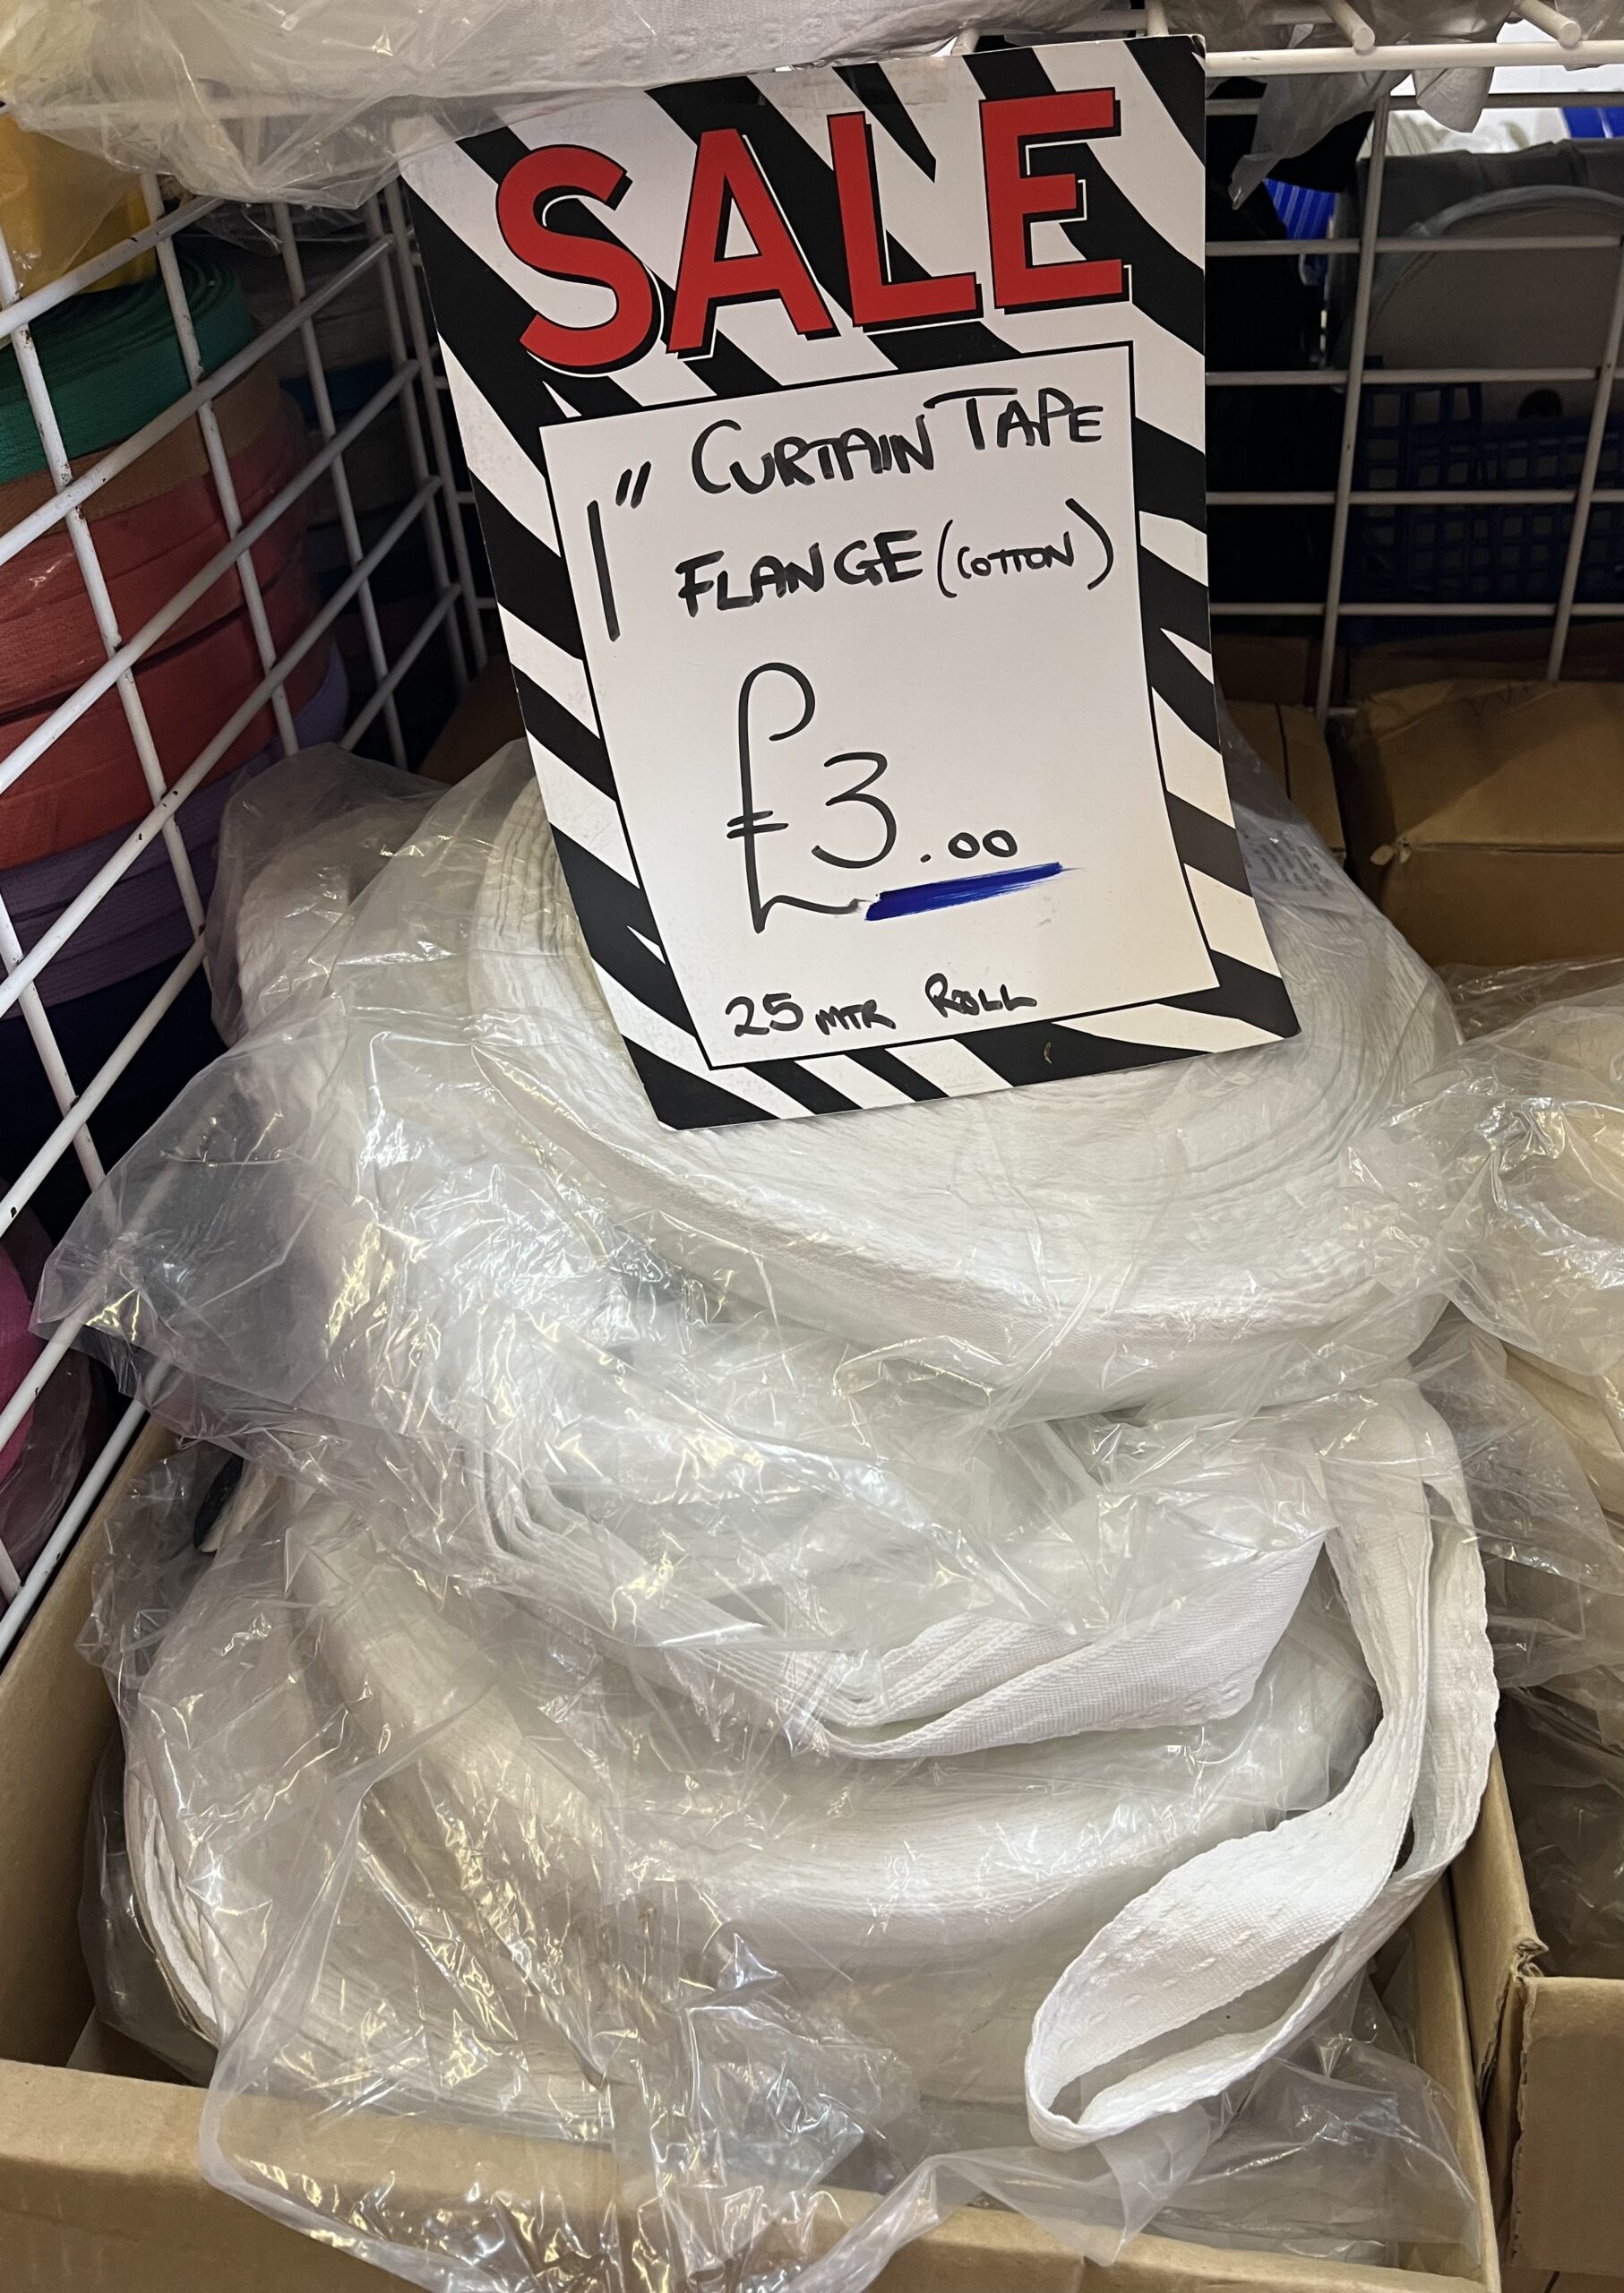 SALE
1" CURTAIN TAPE
FLANGE (COTTON)
£3.00
25 MTR ROLL